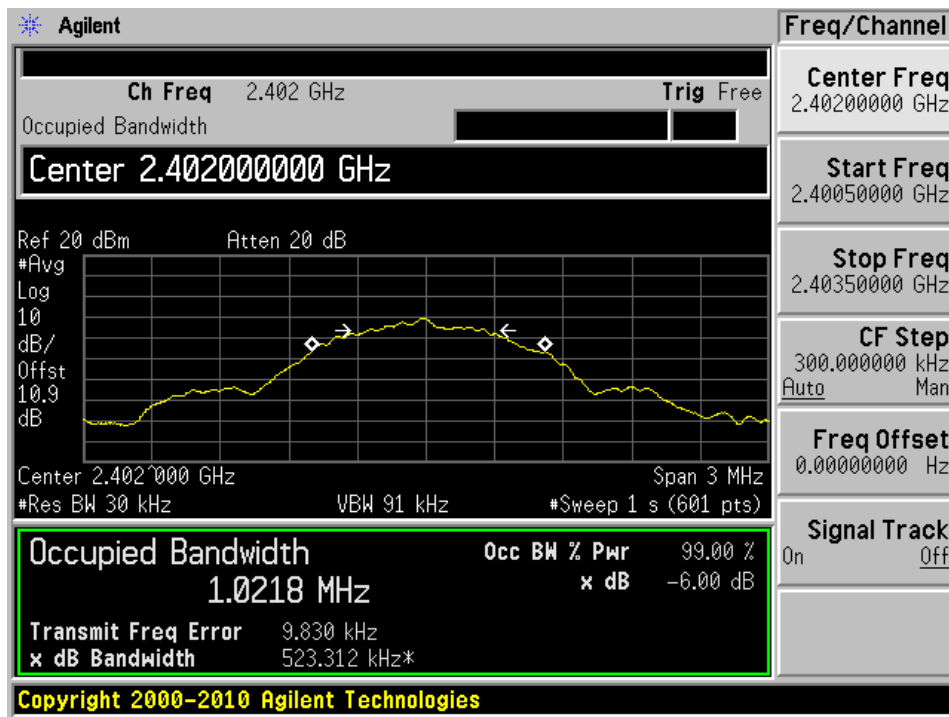 Agilent
Freq/Channel
Ch Freq 2.402 GHz Trig Free
Occupied Bandwidth
Center 2.402000000 GHz
Ref 20 dBm Atten 20 dB
#Avg
Log
10
dB/
Offst
10.9
dB
Center 2.402000 GHz Span 3 MHz
#Res BW 30 kHz VBW 91 kHz #Sweep 1 s (601 pts)
Occupied Bandwidth
1.0218 MHz
Occ BW % Pwr 99.00 %
x dB -6.00 dB
Transmit Freq Error 9.830 kHz
x dB Bandwidth 523.312 kHz*
Copyright 2000-2010 Agilent Technologies
Center Freq
2.40200000 GHz
Start Freq
2.40050000 GHz
Stop Freq
2.40350000 GHz
CF Step
300.000000 kHz
Auto Man
Freq Offset
0.00000000 Hz
Signal Track
On Off